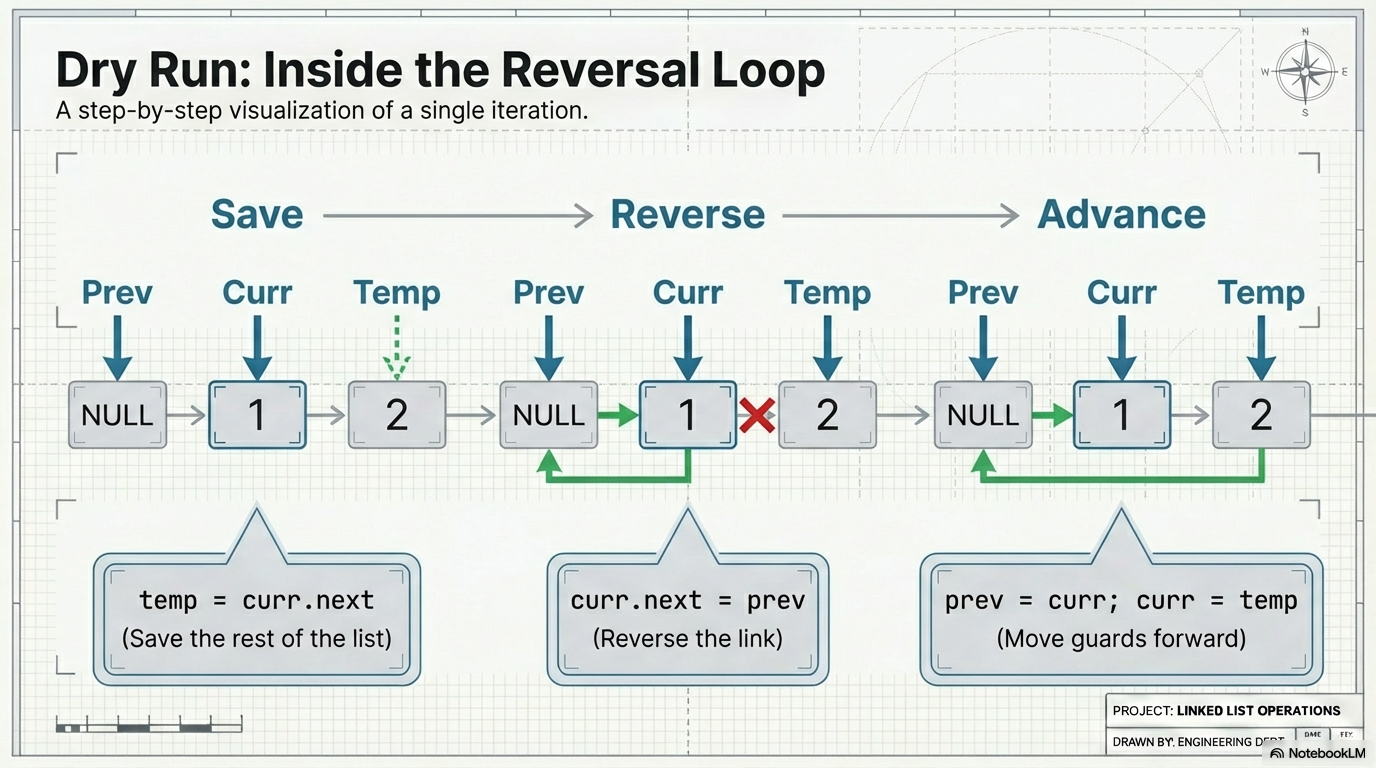 Dry Run: Inside the Reversal Loop
A step-by-step visualization of a single iteration.
N
W E
S
Save Reverse Advance
Prev Curr Temp Prev Curr Temp Prev Curr Temp
NULL 1 2 NULL 1 2 NULL 1 2
temp = curr.next
(Save the rest of the list)
curr.next = prev
(Reverse the link)
prev = curr; curr = temp
(Move guards forward)
PROJECT: LINKED LIST OPERATIONS
DRAWN BY. ENGINEERING
NotebookLM